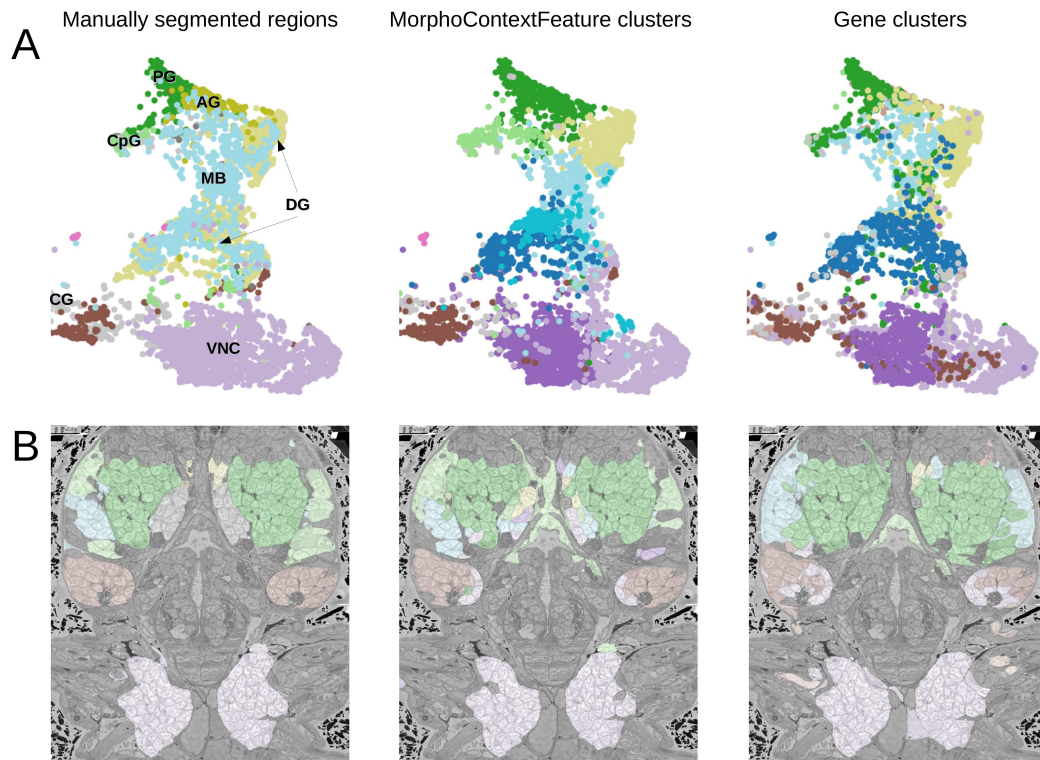 Manually segmented regions
MorphoContextFeature clusters
Gene clusters
A
PG
AG
CpG
MB
DG
CG
VNC
B